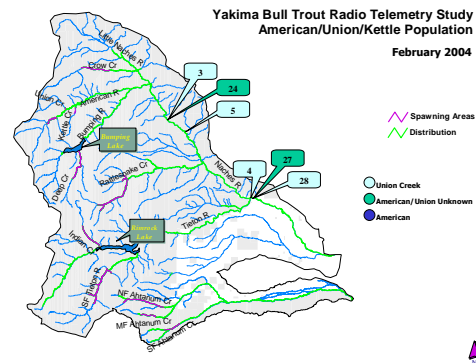 Yakima Bull Trout Radio Telemetry Study
American/Union/Kettle Population
February 2004
Little Naches R
Crow Cr
3
24
5
Union Cr
American R
Kettle Cr
Bumping R
Bumping
Lake
Spawning Areas
Distribution
Rattlesnake Cr
Deep Cr
Naches R
4
27
28
Union Creek
American/Union Unknown
American
Tieton R
Rimrock
Lake
Indian Cr
SF Tieton R
NF Ahtanum Cr
MF Ahtanum Cr
SF Ahtanum Cr